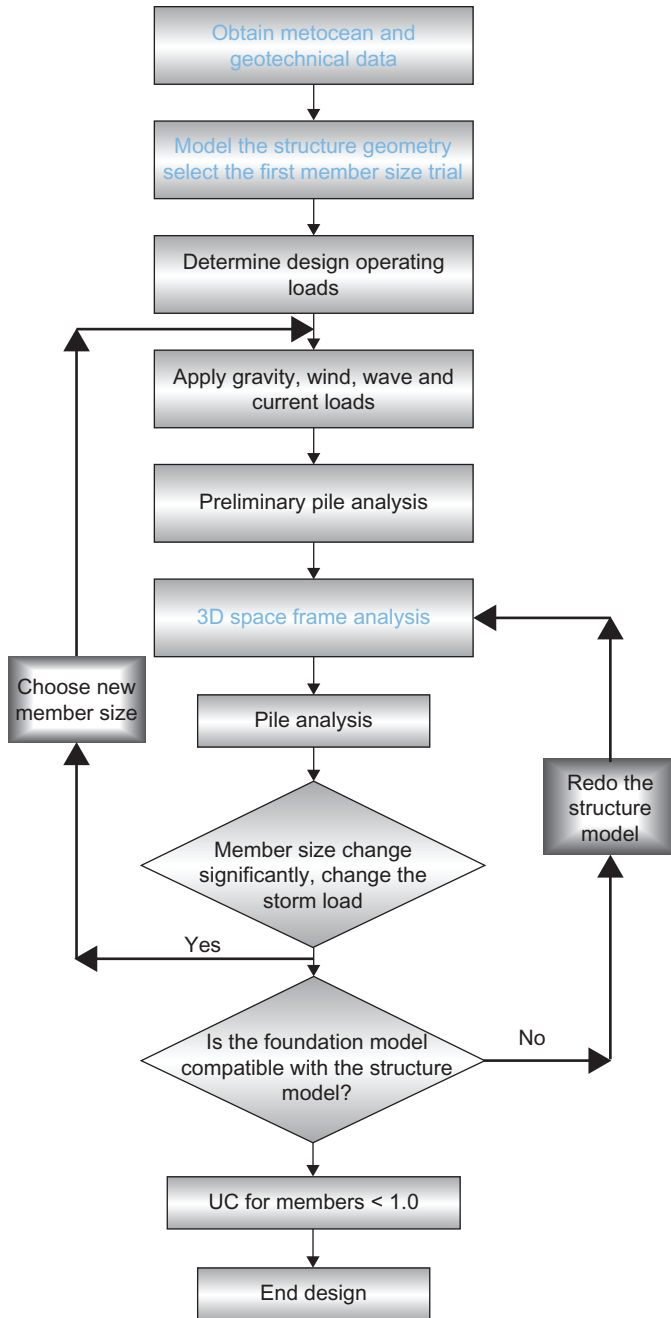 Obtain metocean and
geotechnical data
Model the structure geometry
select the first member size trial
Determine design operating
loads
Apply gravity, wind, wave and
current loads
Preliminary pile analysis
3D space frame analysis
Choose new
member size
Pile analysis
Redo the
structure
model
Member size change
significantly, change the
storm load
Yes
Is the foundation model
compatible with the structure
model?
No
UC for members < 1.0
End design